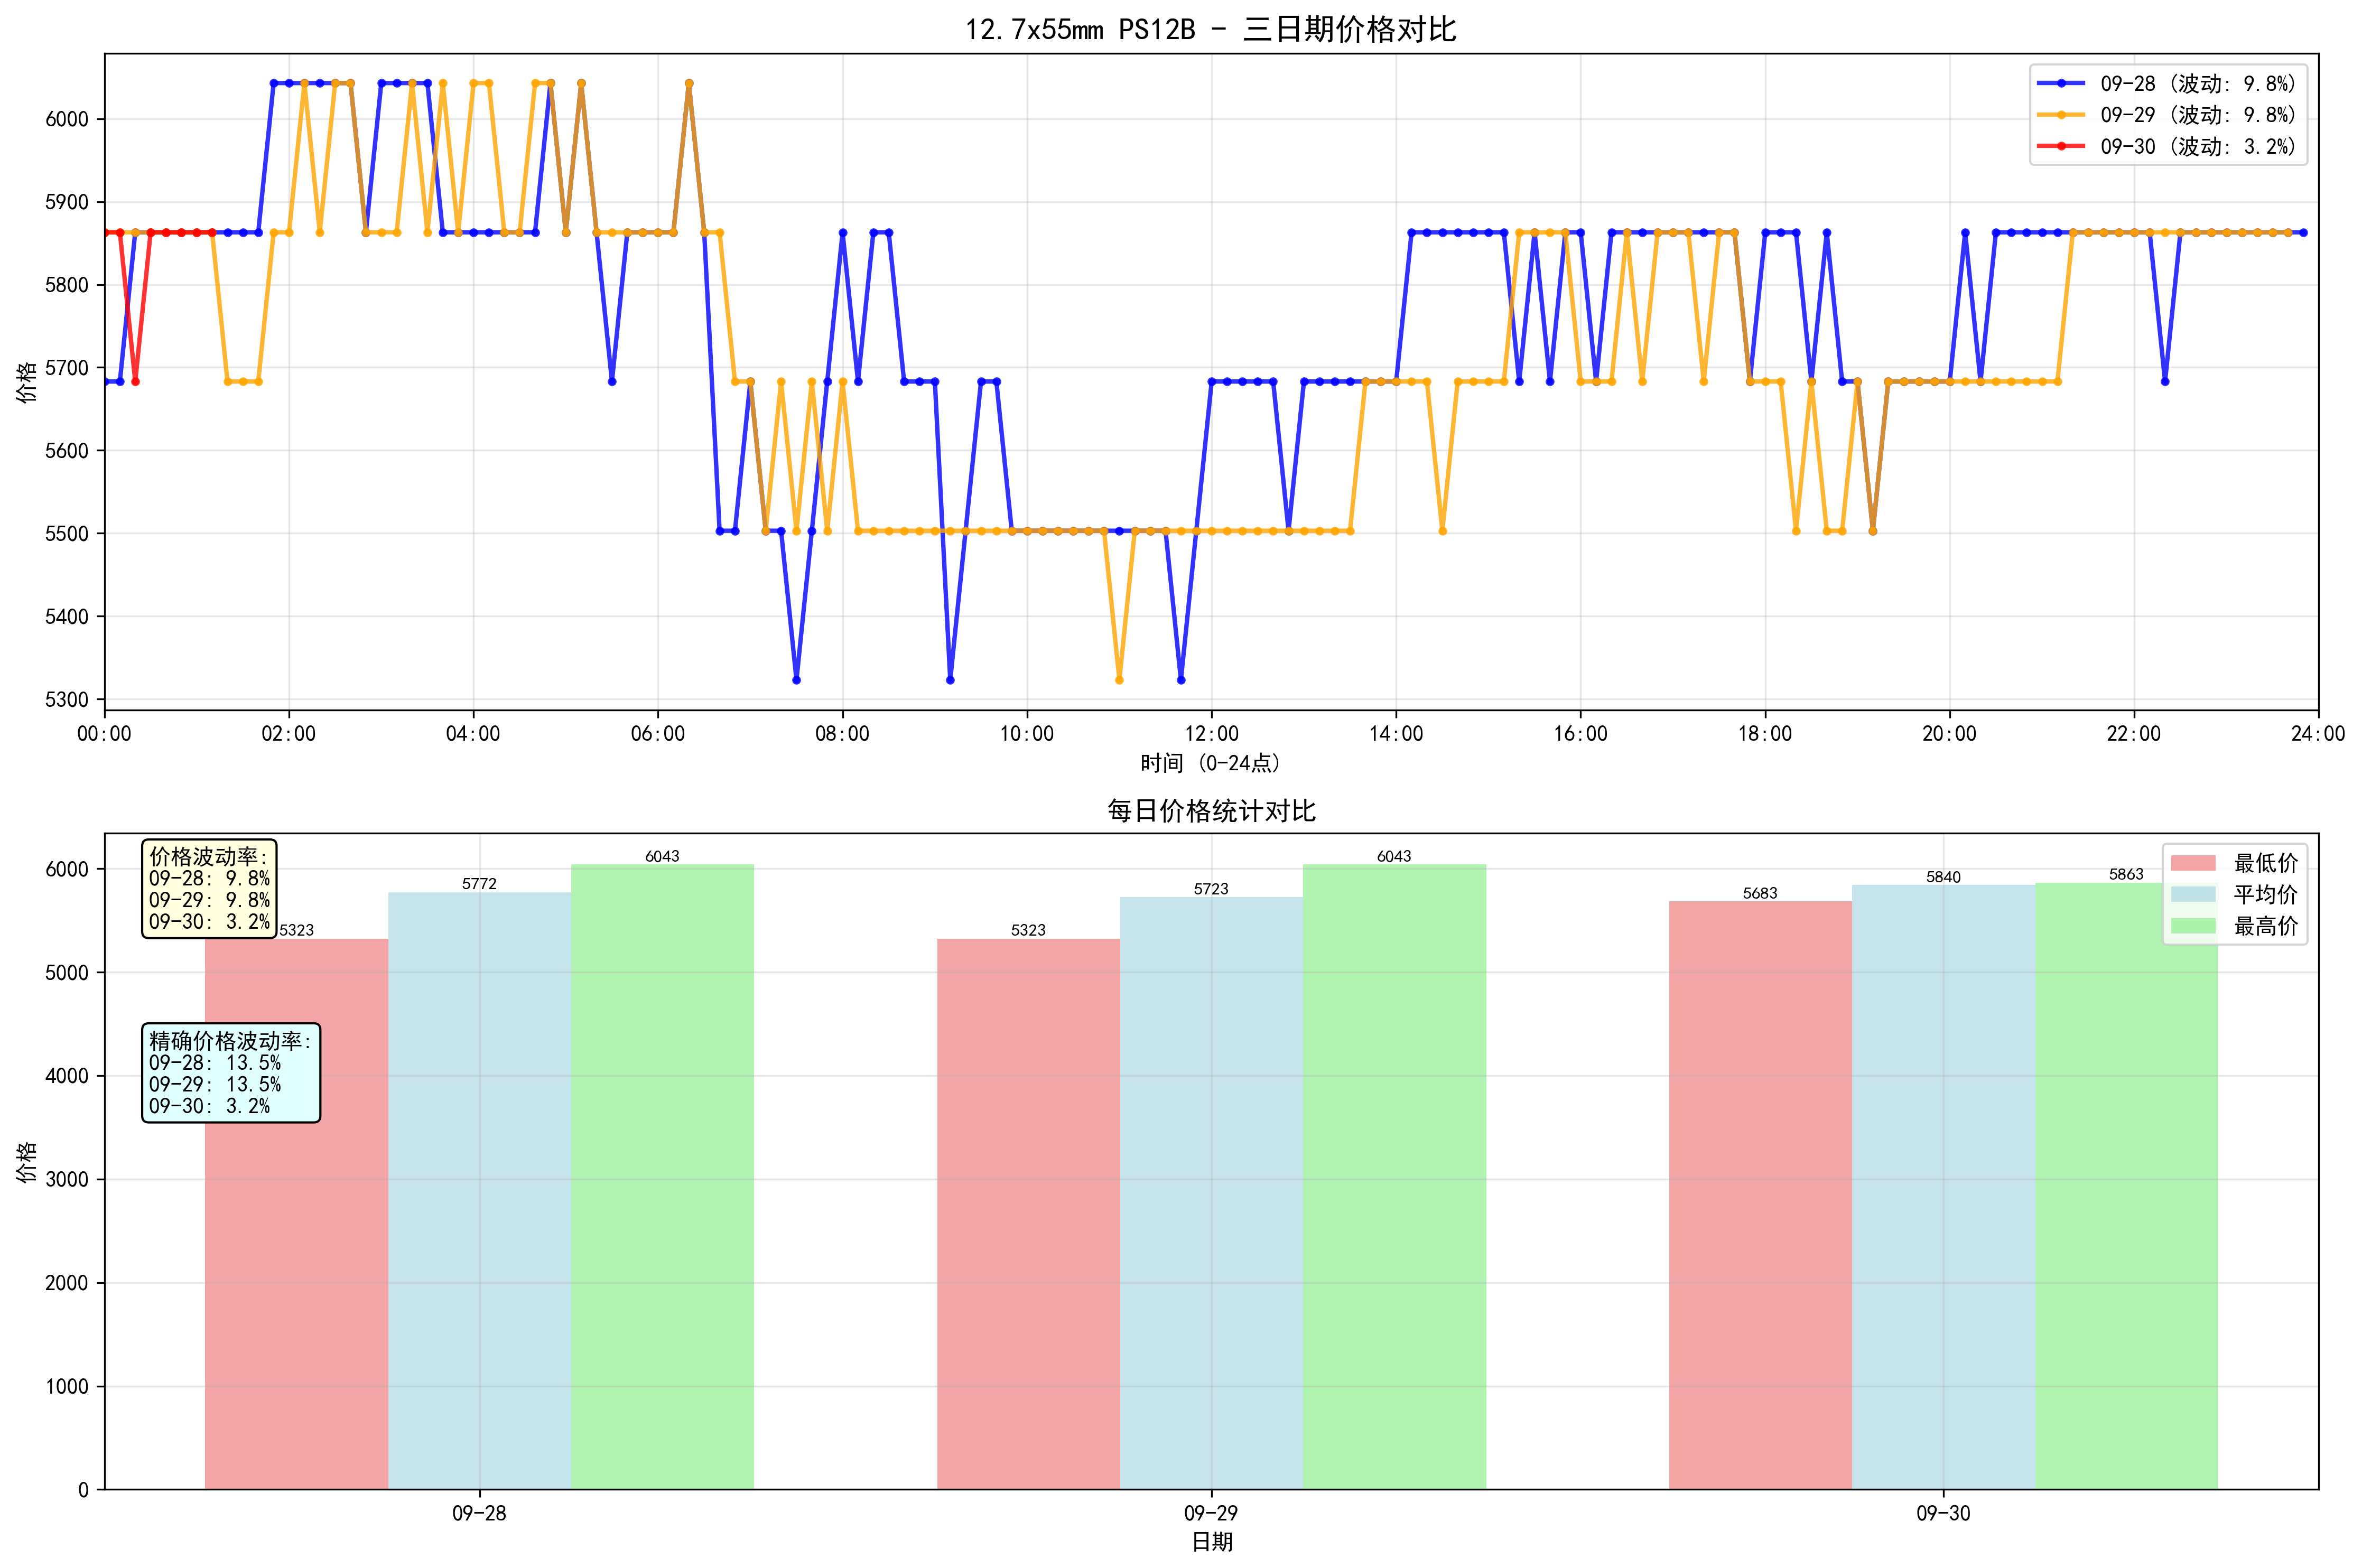 12.7x55mm PS12B - 三日期价格对比
09-28 (波动: 9.8%)
09-29 (波动: 9.8%)
09-30 (波动: 3.2%)
价格
6000
5900
5800
5700
5600
5500
5400
5300
00:00 02:00 04:00 06:00 08:00 10:00 12:00 14:00 16:00 18:00 20:00 22:00 24:00
时间 (0-24点)
每日价格统计对比
价格波动率:
09-28: 9.8%
09-29: 9.8%
09-30: 3.2%
精确价格波动率:
09-28: 13.5%
09-29: 13.5%
09-30: 3.2%
最低价
平均价
最高价
5323 5772 6043 5323 5723 6043 5683 5840 5863
价格
6000
5000
4000
3000
2000
1000
0
09-28 09-29 09-30
日期